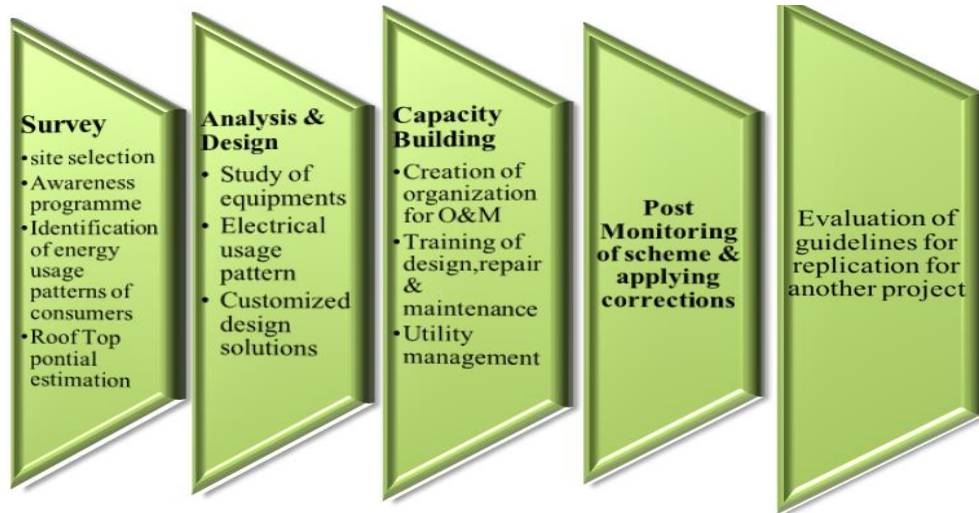 Survey
•site selection
•Awareness
programme
•Identification
of energy
usage
patterns of
consumers
•Roof Top
pontial
estimation
Analysis &
Design
• Study of
equipments
• Electrical
usage
pattern
• Customized
design
solutions
Capacity
Building
•Creation of
organization
for O&M
•Training of
design,repair
&
maintenance
•Utility
management
Post
Monitoring
of scheme &
applying
corrections
Evaluation of
guidelines for
replication for
another project